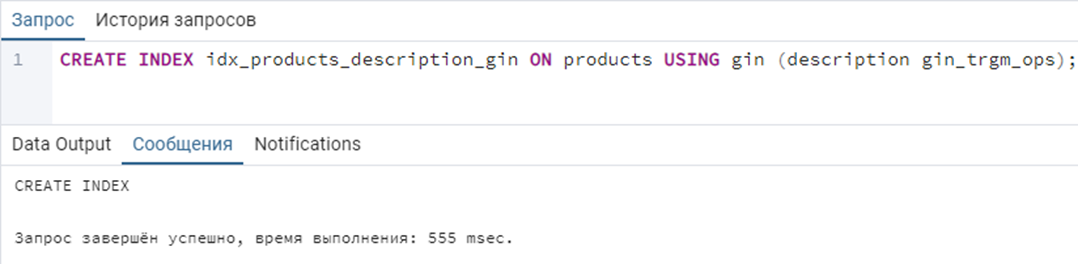 Запрос История запросов
1 CREATE INDEX idx_products_description_gin ON products USING gin (description gin_trgm_ops);
Data Output Сообщения Notifications
CREATE INDEX
Запрос завершён успешно, время выполнения: 555 msec.